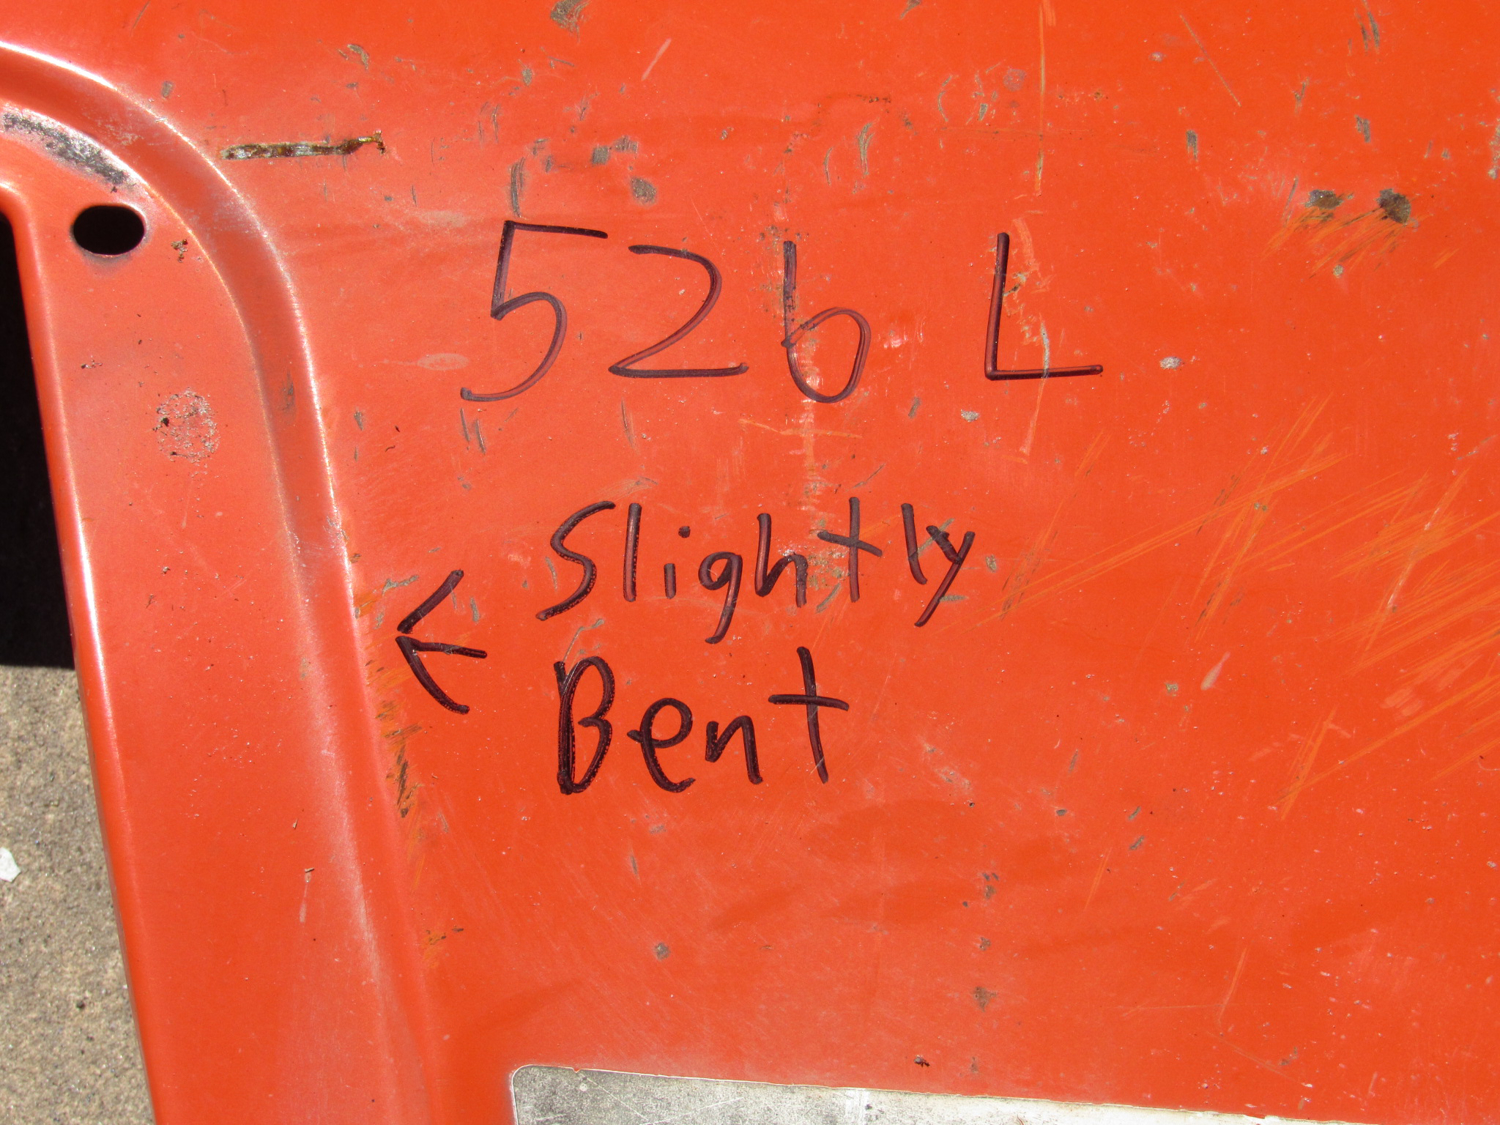 526 L
← Slightly
Bent